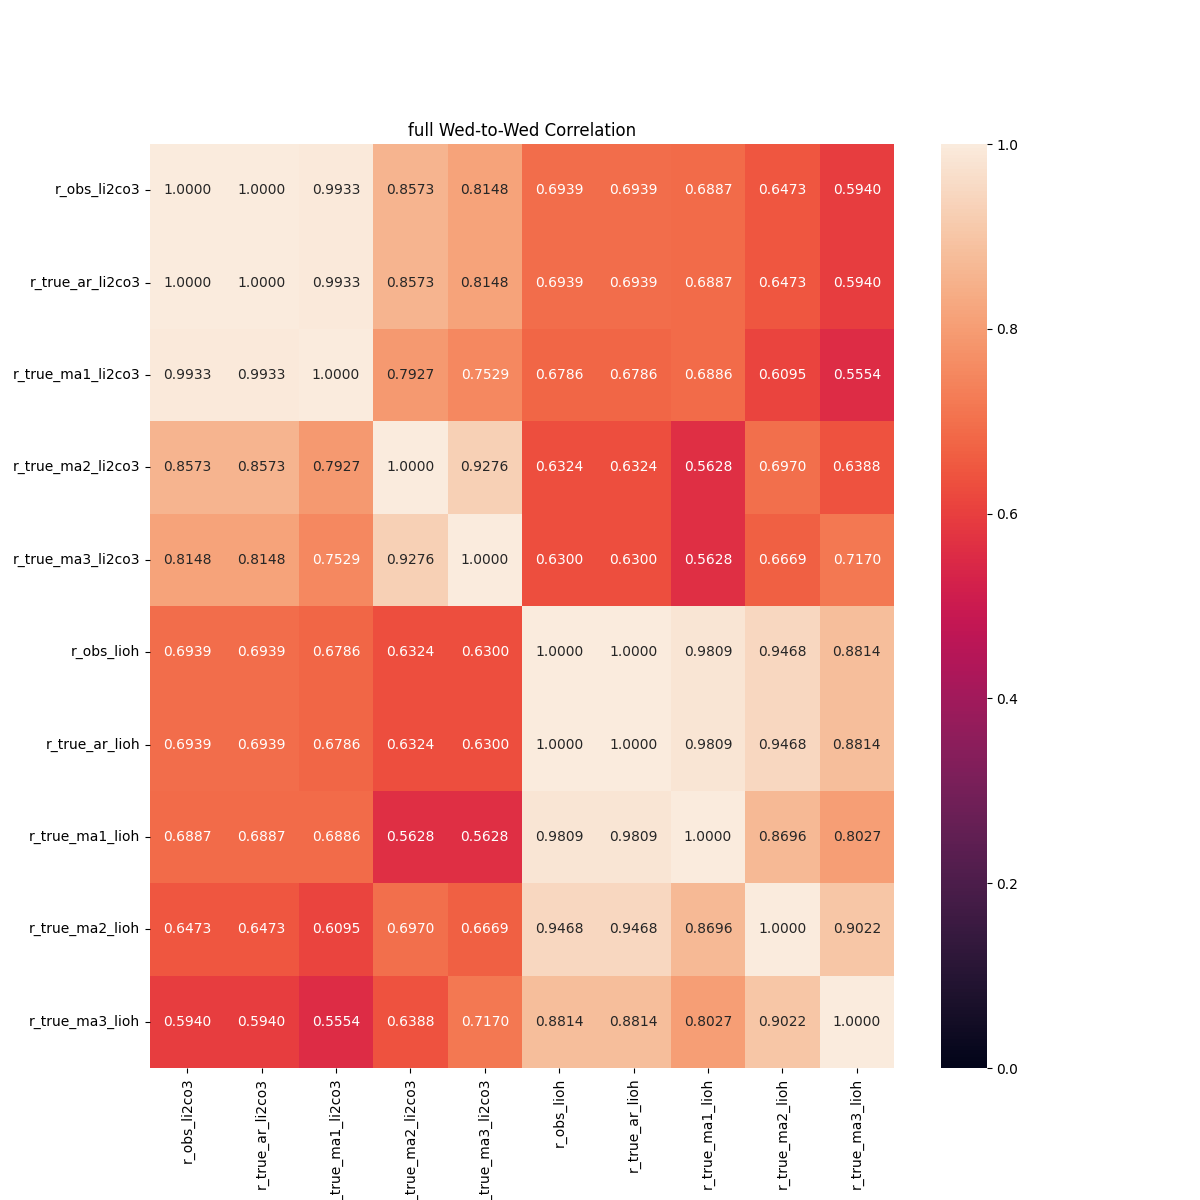 full Wed-to-Wed Correlation
r_obs_li2co3 1.0000 1.0000 0.9933 0.8573 0.8148 0.6939 0.6939 0.6887 0.6473 0.5940
r_true_ar_li2co3 1.0000 1.0000 0.9933 0.8573 0.8148 0.6939 0.6939 0.6887 0.6473 0.5940
r_true_ma1_li2co3 0.9933 0.9933 1.0000 0.7927 0.7529 0.6786 0.6786 0.6886 0.6095 0.5554
r_true_ma2_li2co3 0.8573 0.8573 0.7927 1.0000 0.9276 0.6324 0.6324 0.5628 0.6970 0.6388
r_true_ma3_li2co3 0.8148 0.8148 0.7529 0.9276 1.0000 0.6300 0.6300 0.5628 0.6669 0.7170
r_obs_lioh 0.6939 0.6939 0.6786 0.6324 0.6300 1.0000 1.0000 0.9809 0.9468 0.8814
r_true_ar_lioh 0.6939 0.6939 0.6786 0.6324 0.6300 1.0000 1.0000 0.9809 0.9468 0.8814
r_true_ma1_lioh 0.6887 0.6887 0.6886 0.5628 0.5628 0.9809 0.9809 1.0000 0.8696 0.8027
r_true_ma2_lioh 0.6473 0.6473 0.6095 0.6970 0.6669 0.9468 0.9468 0.8696 1.0000 0.9022
r_true_ma3_lioh 0.5940 0.5940 0.5554 0.6388 0.7170 0.8814 0.8814 0.8027 0.9022 1.0000
r_obs_li2co3
r_true_ar_li2co3
_true_ma1_li2co3
_true_ma2_li2co3
_true_ma3_li2co3
r_obs_lioh
r_true_ar_lioh
r_true_ma1_lioh
r_true_ma2_lioh
r_true_ma3_lioh
1.0
0.8
0.6
0.4
0.2
0.0